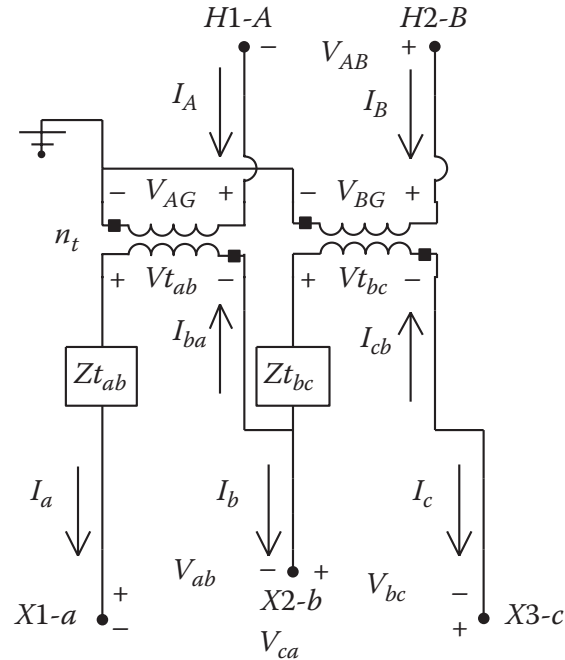 H1-A H2-B
− V_AB +
I_A I_B
− V_AG + − V_BG +
n_t
+ Vt_ab − + Vt_bc −
I_ba I_cb
Zt_ab Zt_bc
I_a I_b I_c
V_ab − + V_bc
+ −
X1-a X2-b X3-c
− +
V_ca